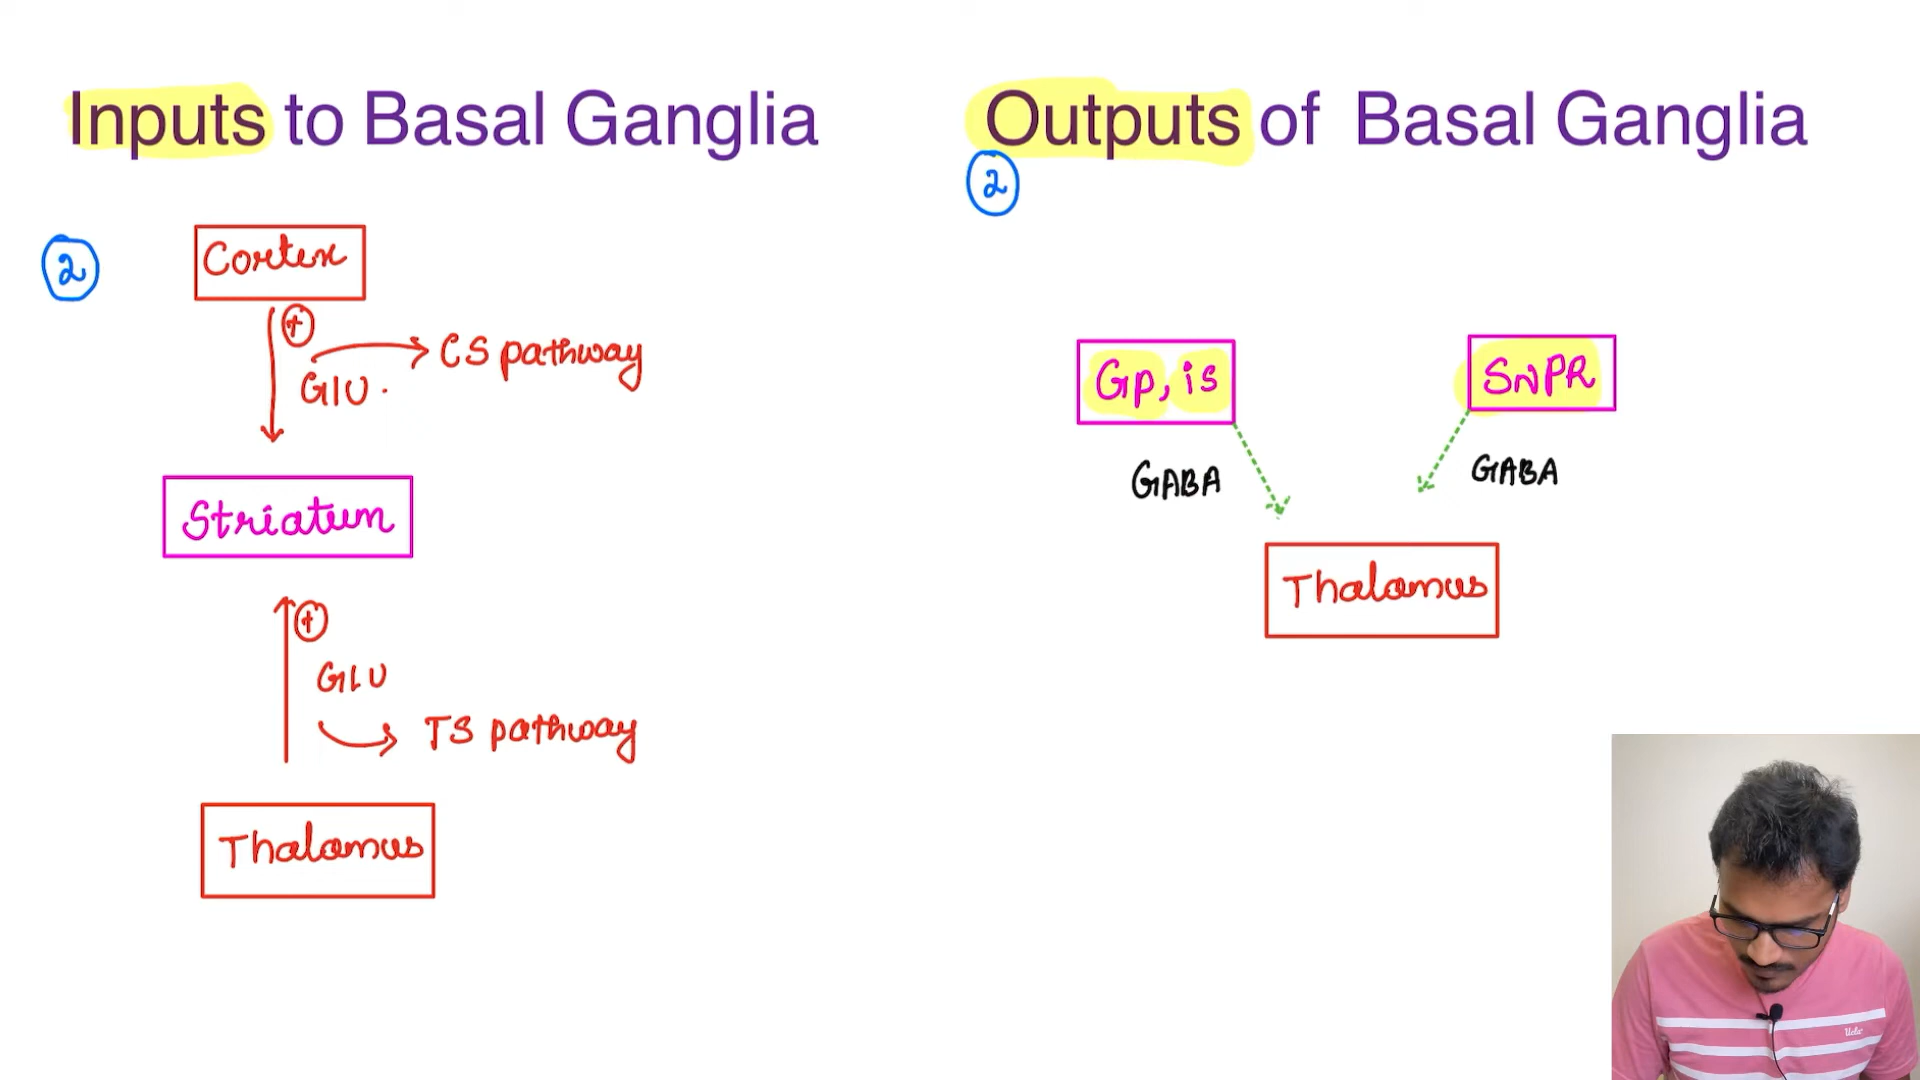 Inputs to Basal Ganglia
2
Cortex
+
GLU.
CS pathway
Striatum
+
GLU
TS pathway
Thalamus
Outputs of Basal Ganglia
2
GP, is
SNPR
GABA
GABA
Thalamus